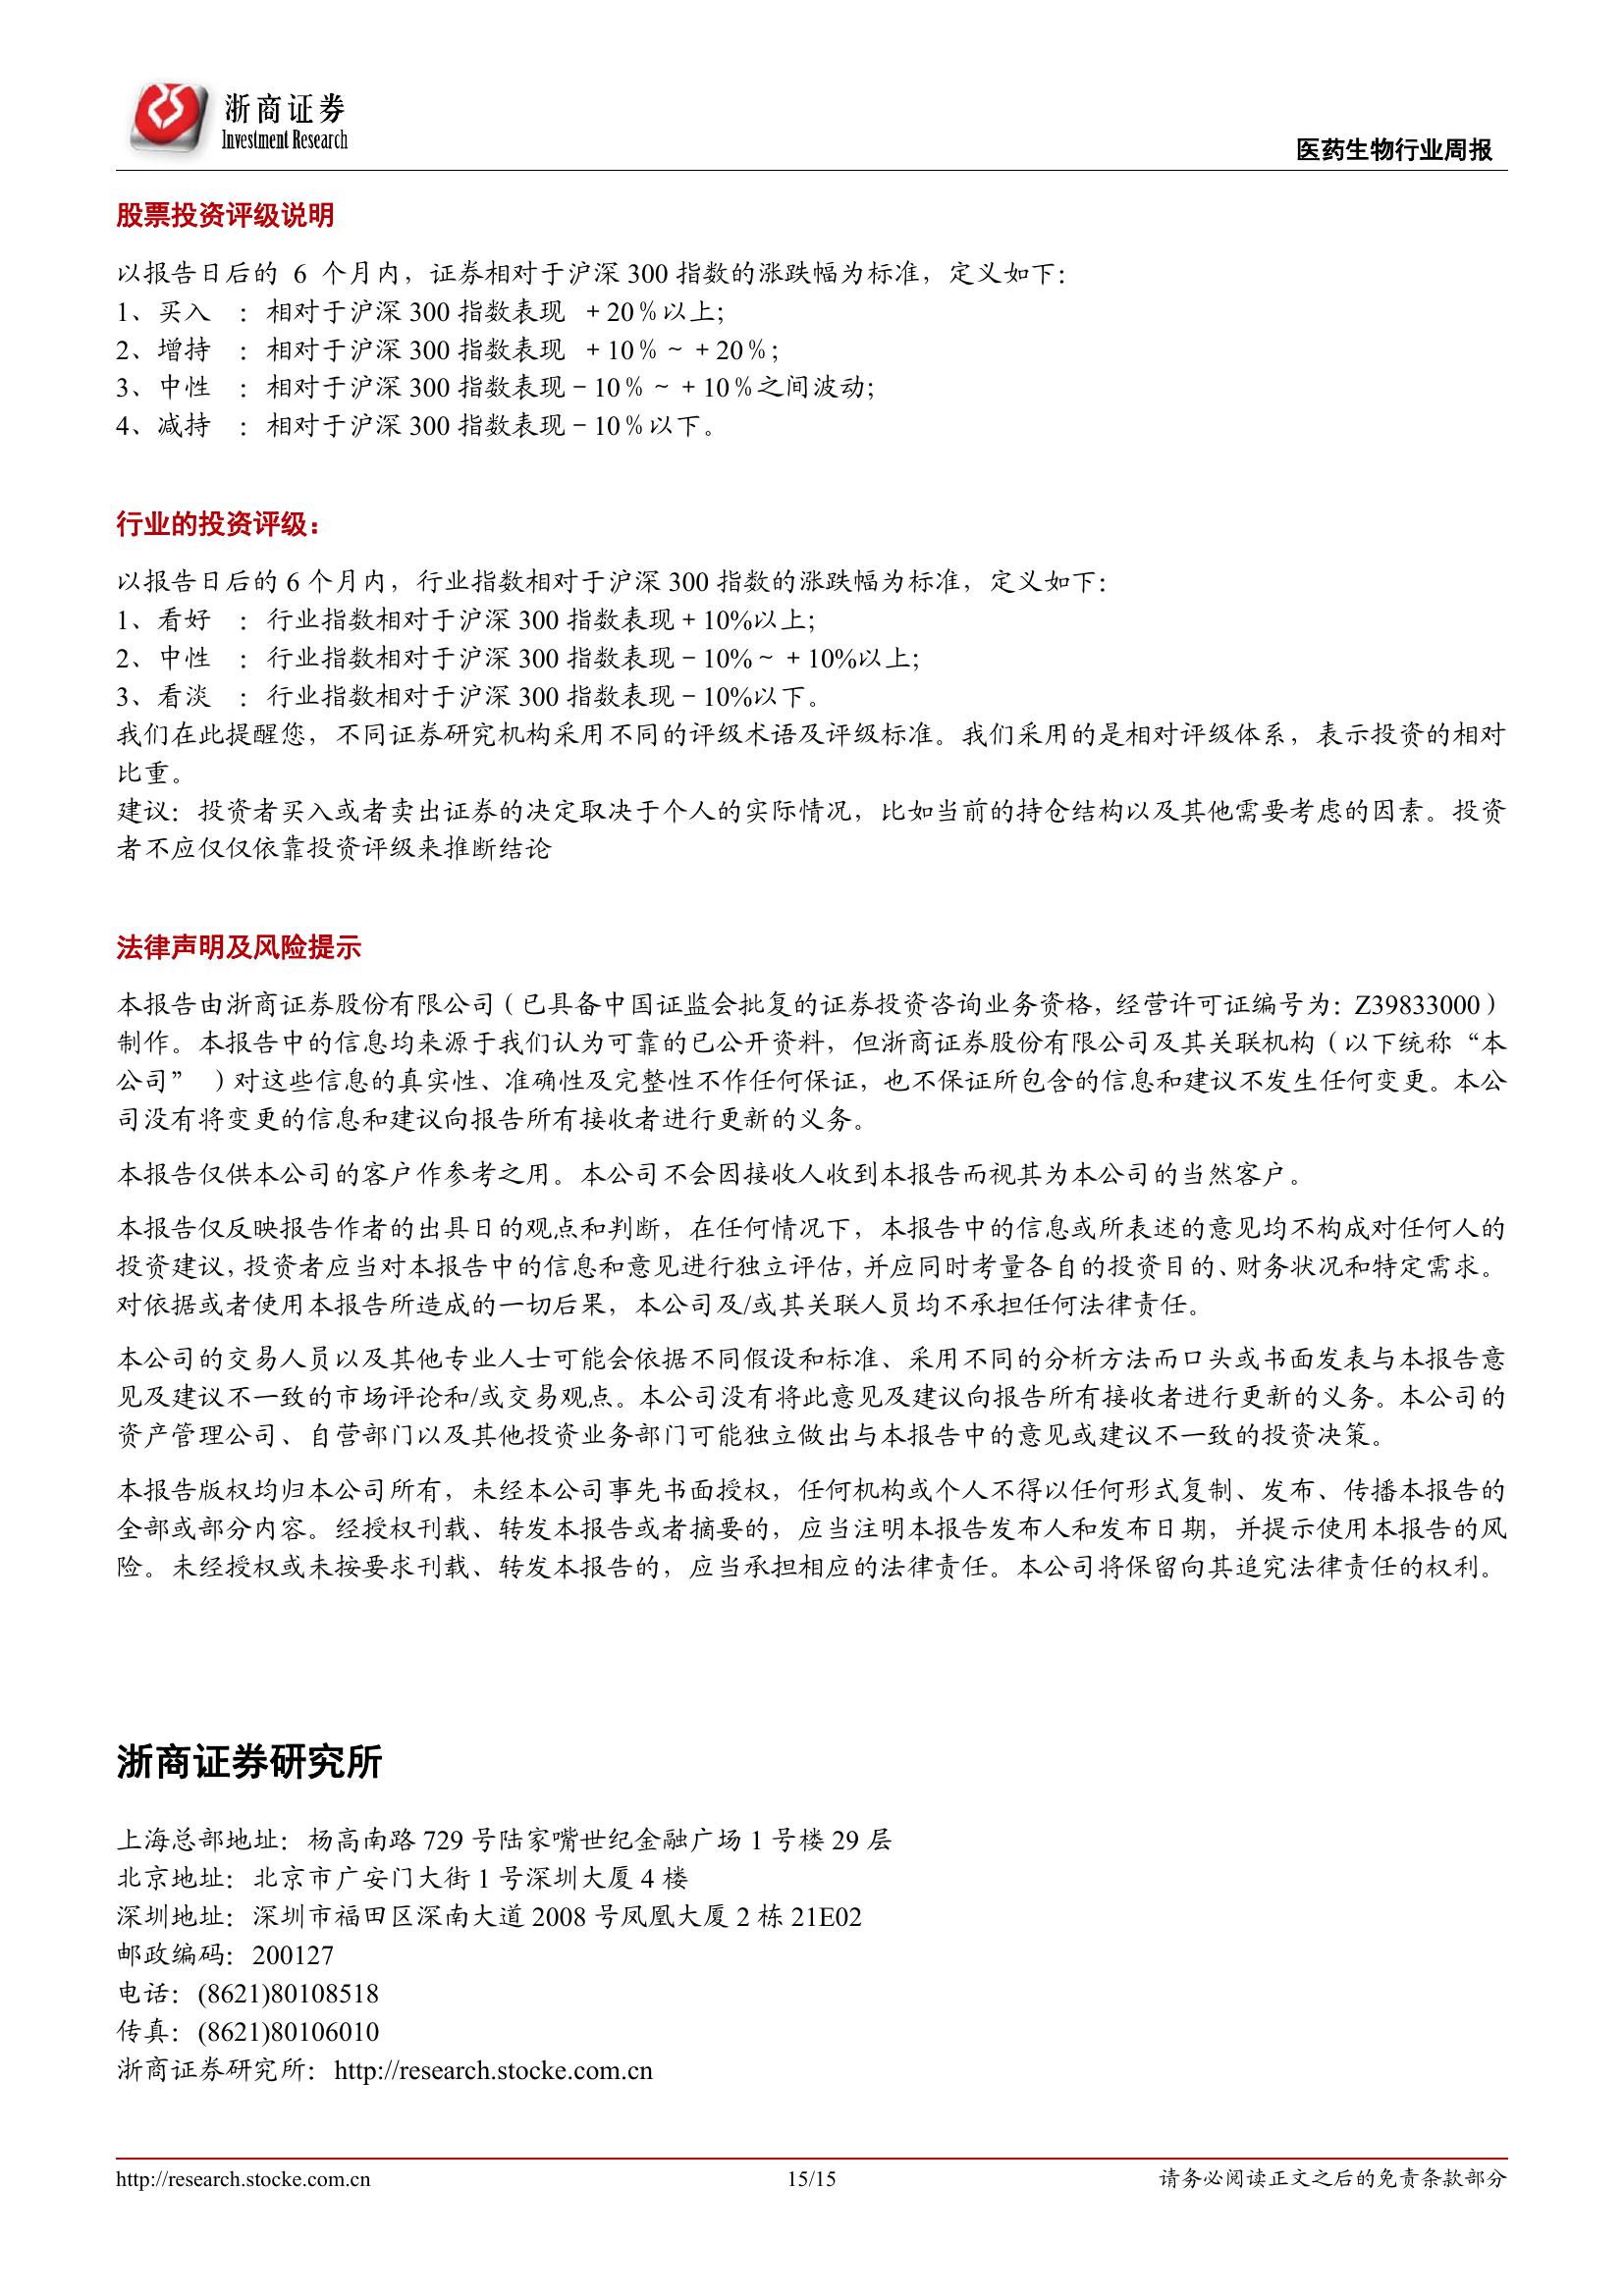 浙商证券
Investment Research
医药生物行业周报
股票投资评级说明
以报告日后的 6 个月内，证券相对于沪深 300 指数的涨跌幅为标准，定义如下：
1、买入 ：相对于沪深 300 指数表现 ＋20％以上；
2、增持 ：相对于沪深 300 指数表现 ＋10％～＋20％；
3、中性 ：相对于沪深 300 指数表现－10％～＋10％之间波动；
4、减持 ：相对于沪深 300 指数表现－10％以下。
行业的投资评级：
以报告日后的 6 个月内，行业指数相对于沪深 300 指数的涨跌幅为标准，定义如下：
1、看好 ：行业指数相对于沪深 300 指数表现＋10%以上；
2、中性 ：行业指数相对于沪深 300 指数表现－10%～＋10%以上；
3、看淡 ：行业指数相对于沪深 300 指数表现－10%以下。
我们在此提醒您，不同证券研究机构采用不同的评级术语及评级标准。我们采用的是相对评级体系，表示投资的相对
比重。
建议：投资者买入或者卖出证券的决定取决于个人的实际情况，比如当前的持仓结构以及其他需要考虑的因素。投资
者不应仅仅依靠投资评级来推断结论
法律声明及风险提示
本报告由浙商证券股份有限公司（已具备中国证监会批复的证券投资咨询业务资格，经营许可证编号为：Z39833000）
制作。本报告中的信息均来源于我们认为可靠的已公开资料，但浙商证券股份有限公司及其关联机构（以下统称“本
公司” ）对这些信息的真实性、准确性及完整性不作任何保证，也不保证所包含的信息和建议不发生任何变更。本公
司没有将变更的信息和建议向报告所有接收者进行更新的义务。
本报告仅供本公司的客户作参考之用。本公司不会因接收人收到本报告而视其为本公司的当然客户。
本报告仅反映报告作者的出具日的观点和判断，在任何情况下，本报告中的信息或所表述的意见均不构成对任何人的
投资建议，投资者应当对本报告中的信息和意见进行独立评估，并应同时考量各自的投资目的、财务状况和特定需求。
对依据或者使用本报告所造成的一切后果，本公司及/或其关联人员均不承担任何法律责任。
本公司的交易人员以及其他专业人士可能会依据不同假设和标准、采用不同的分析方法而口头或书面发表与本报告意
见及建议不一致的市场评论和/或交易观点。本公司没有将此意见及建议向报告所有接收者进行更新的义务。本公司的
资产管理公司、自营部门以及其他投资业务部门可能独立做出与本报告中的意见或建议不一致的投资决策。
本报告版权均归本公司所有，未经本公司事先书面授权，任何机构或个人不得以任何形式复制、发布、传播本报告的
全部或部分内容。经授权刊载、转发本报告或者摘要的，应当注明本报告发布人和发布日期，并提示使用本报告的风
险。未经授权或未按要求刊载、转发本报告的，应当承担相应的法律责任。本公司将保留向其追究法律责任的权利。
浙商证券研究所
上海总部地址：杨高南路 729 号陆家嘴世纪金融广场 1 号楼 29 层
北京地址：北京市广安门大街 1 号深圳大厦 4 楼
深圳地址：深圳市福田区深南大道 2008 号凤凰大厦 2 栋 21E02
邮政编码：200127
电话：(8621)80108518
传真：(8621)80106010
浙商证券研究所：http://research.stocke.com.cn
http://research.stocke.com.cn
15/15
请务必阅读正文之后的免责条款部分